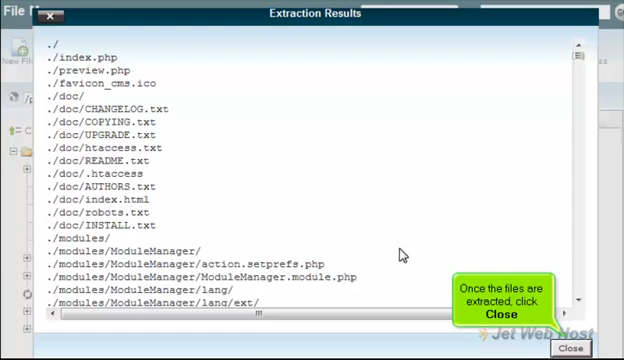 File M
Extraction Results
New Fil
./
./index.php
./preview.php
./favicon_cms.ico
./doc/
./doc/CHANGELOG.txt
./doc/COPYING.txt
./doc/UPGRADE.txt
./doc/htaccess.txt
./doc/README.txt
./doc/.htaccess
./doc/AUTHORS.txt
./doc/index.html
./doc/robots.txt
./doc/INSTALL.txt
./modules/
./modules/ModuleManager/
./modules/ModuleManager/action.setprefs.php
./modules/ModuleManager/ModuleManager.module.php
./modules/ModuleManager/lang/
./modules/ModuleManager/lang/ext/
Once the files are
extracted, click
Close
Jet Web Host
Close